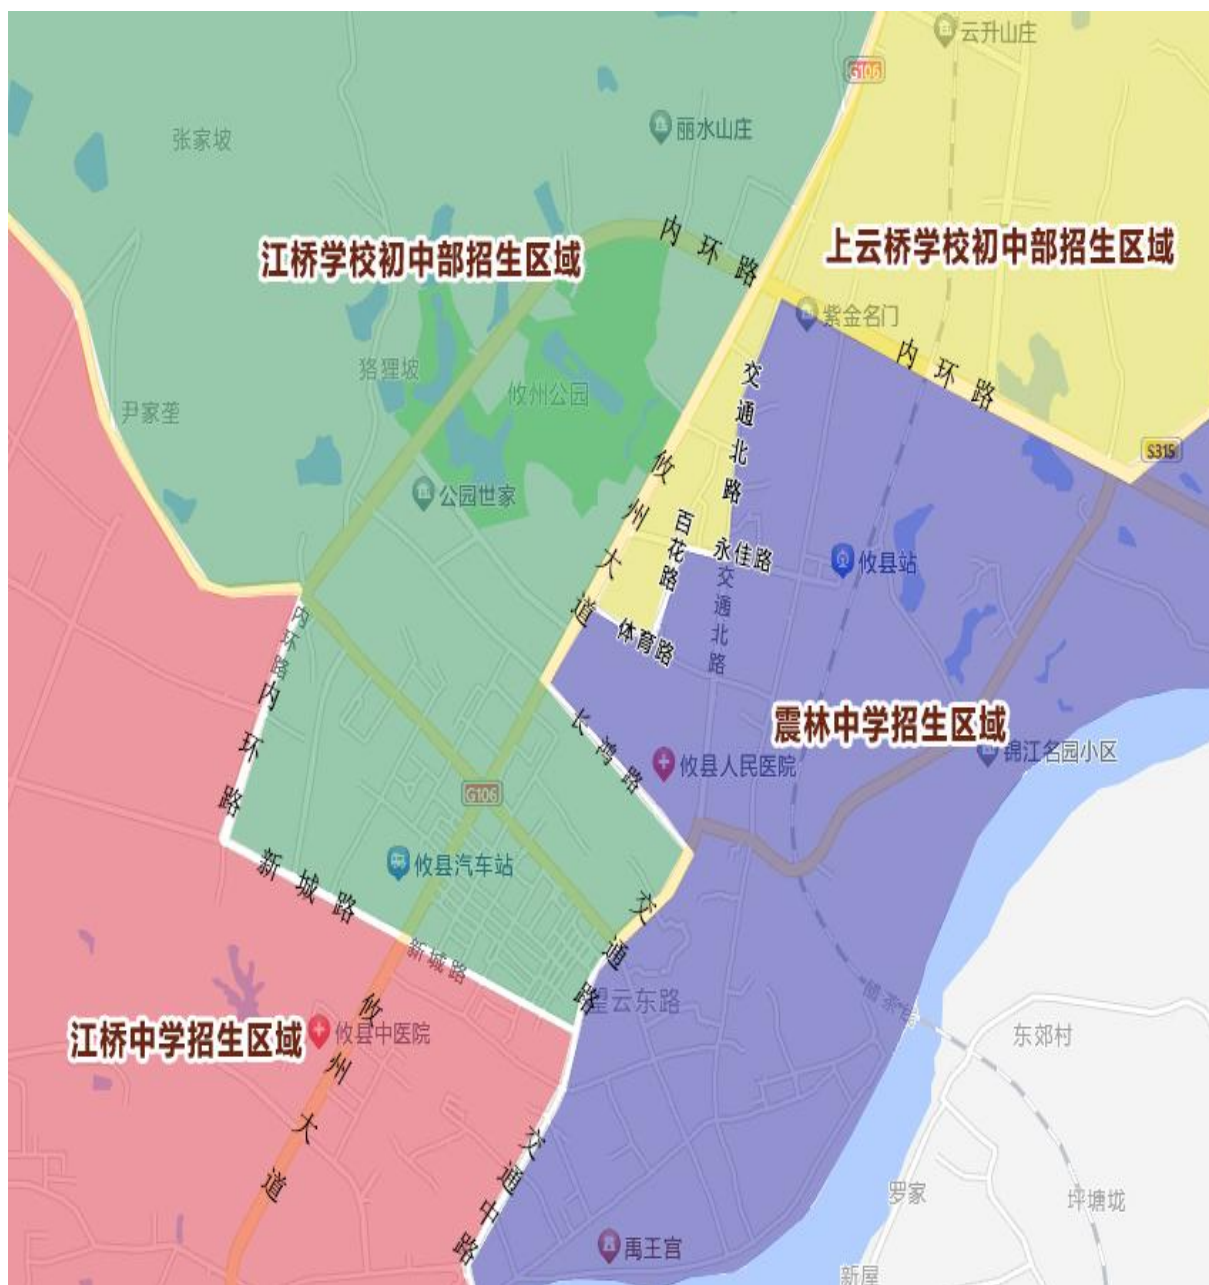 云升山庄
G106
丽水山庄
张家坡
内环路
江桥学校初中部招生区域
上云桥学校初中部招生区域
紫金名门
内环路
猪狸坡
攸州公园
交通北路
尹家垄
攸州大道
S315
公园世家
百花路
永佳路
攸县站
交通北路
体育路
内环路
内环路
长鸿路
震林中学招生区域
锦江名园小区
攸县人民医院
G106
新城路
攸县汽车站
交通路
新城路
望云东路
攸州大道
江桥中学招生区域
攸县中医院
东郊村
交通中路
罗家
坪塘垅
禹王宫
新屋